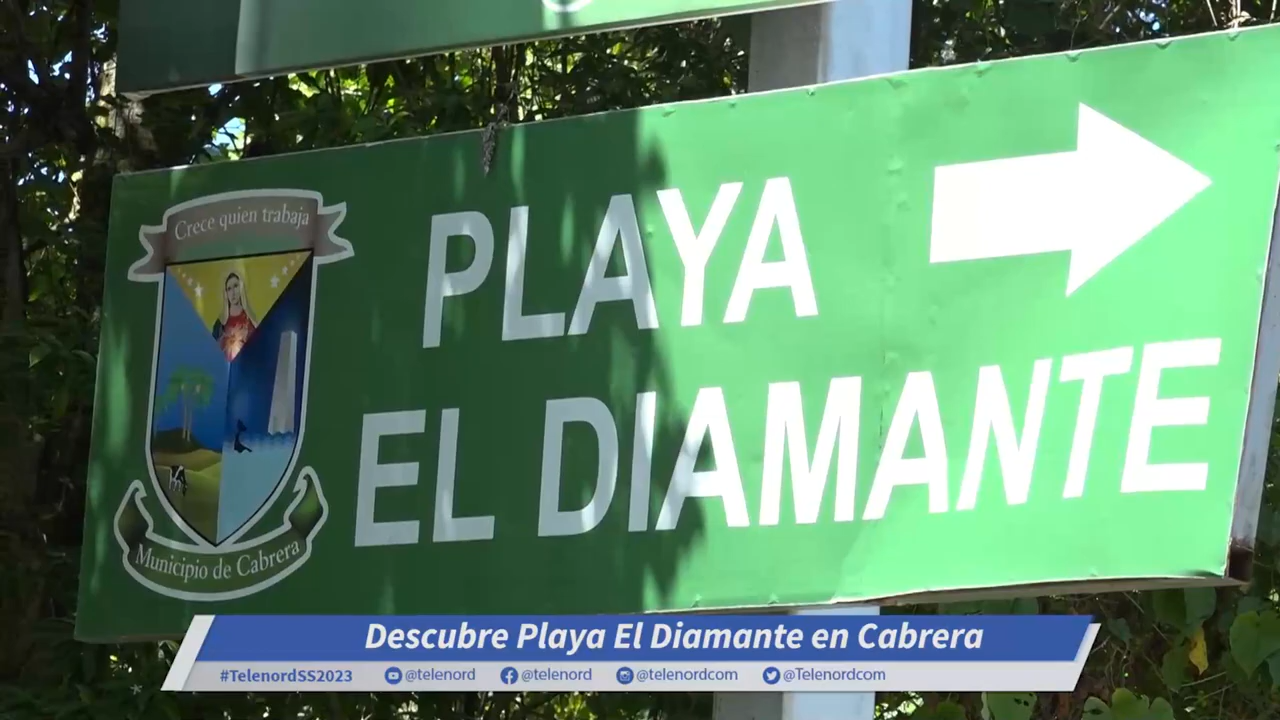 Crece quien trabaja
PLAYA
EL DIAMANTE
Municipio de Cabrera
Descubre Playa El Diamante en Cabrera
#TelenordSS2023 @telenord @telenord @telenordcom @Telenordcom